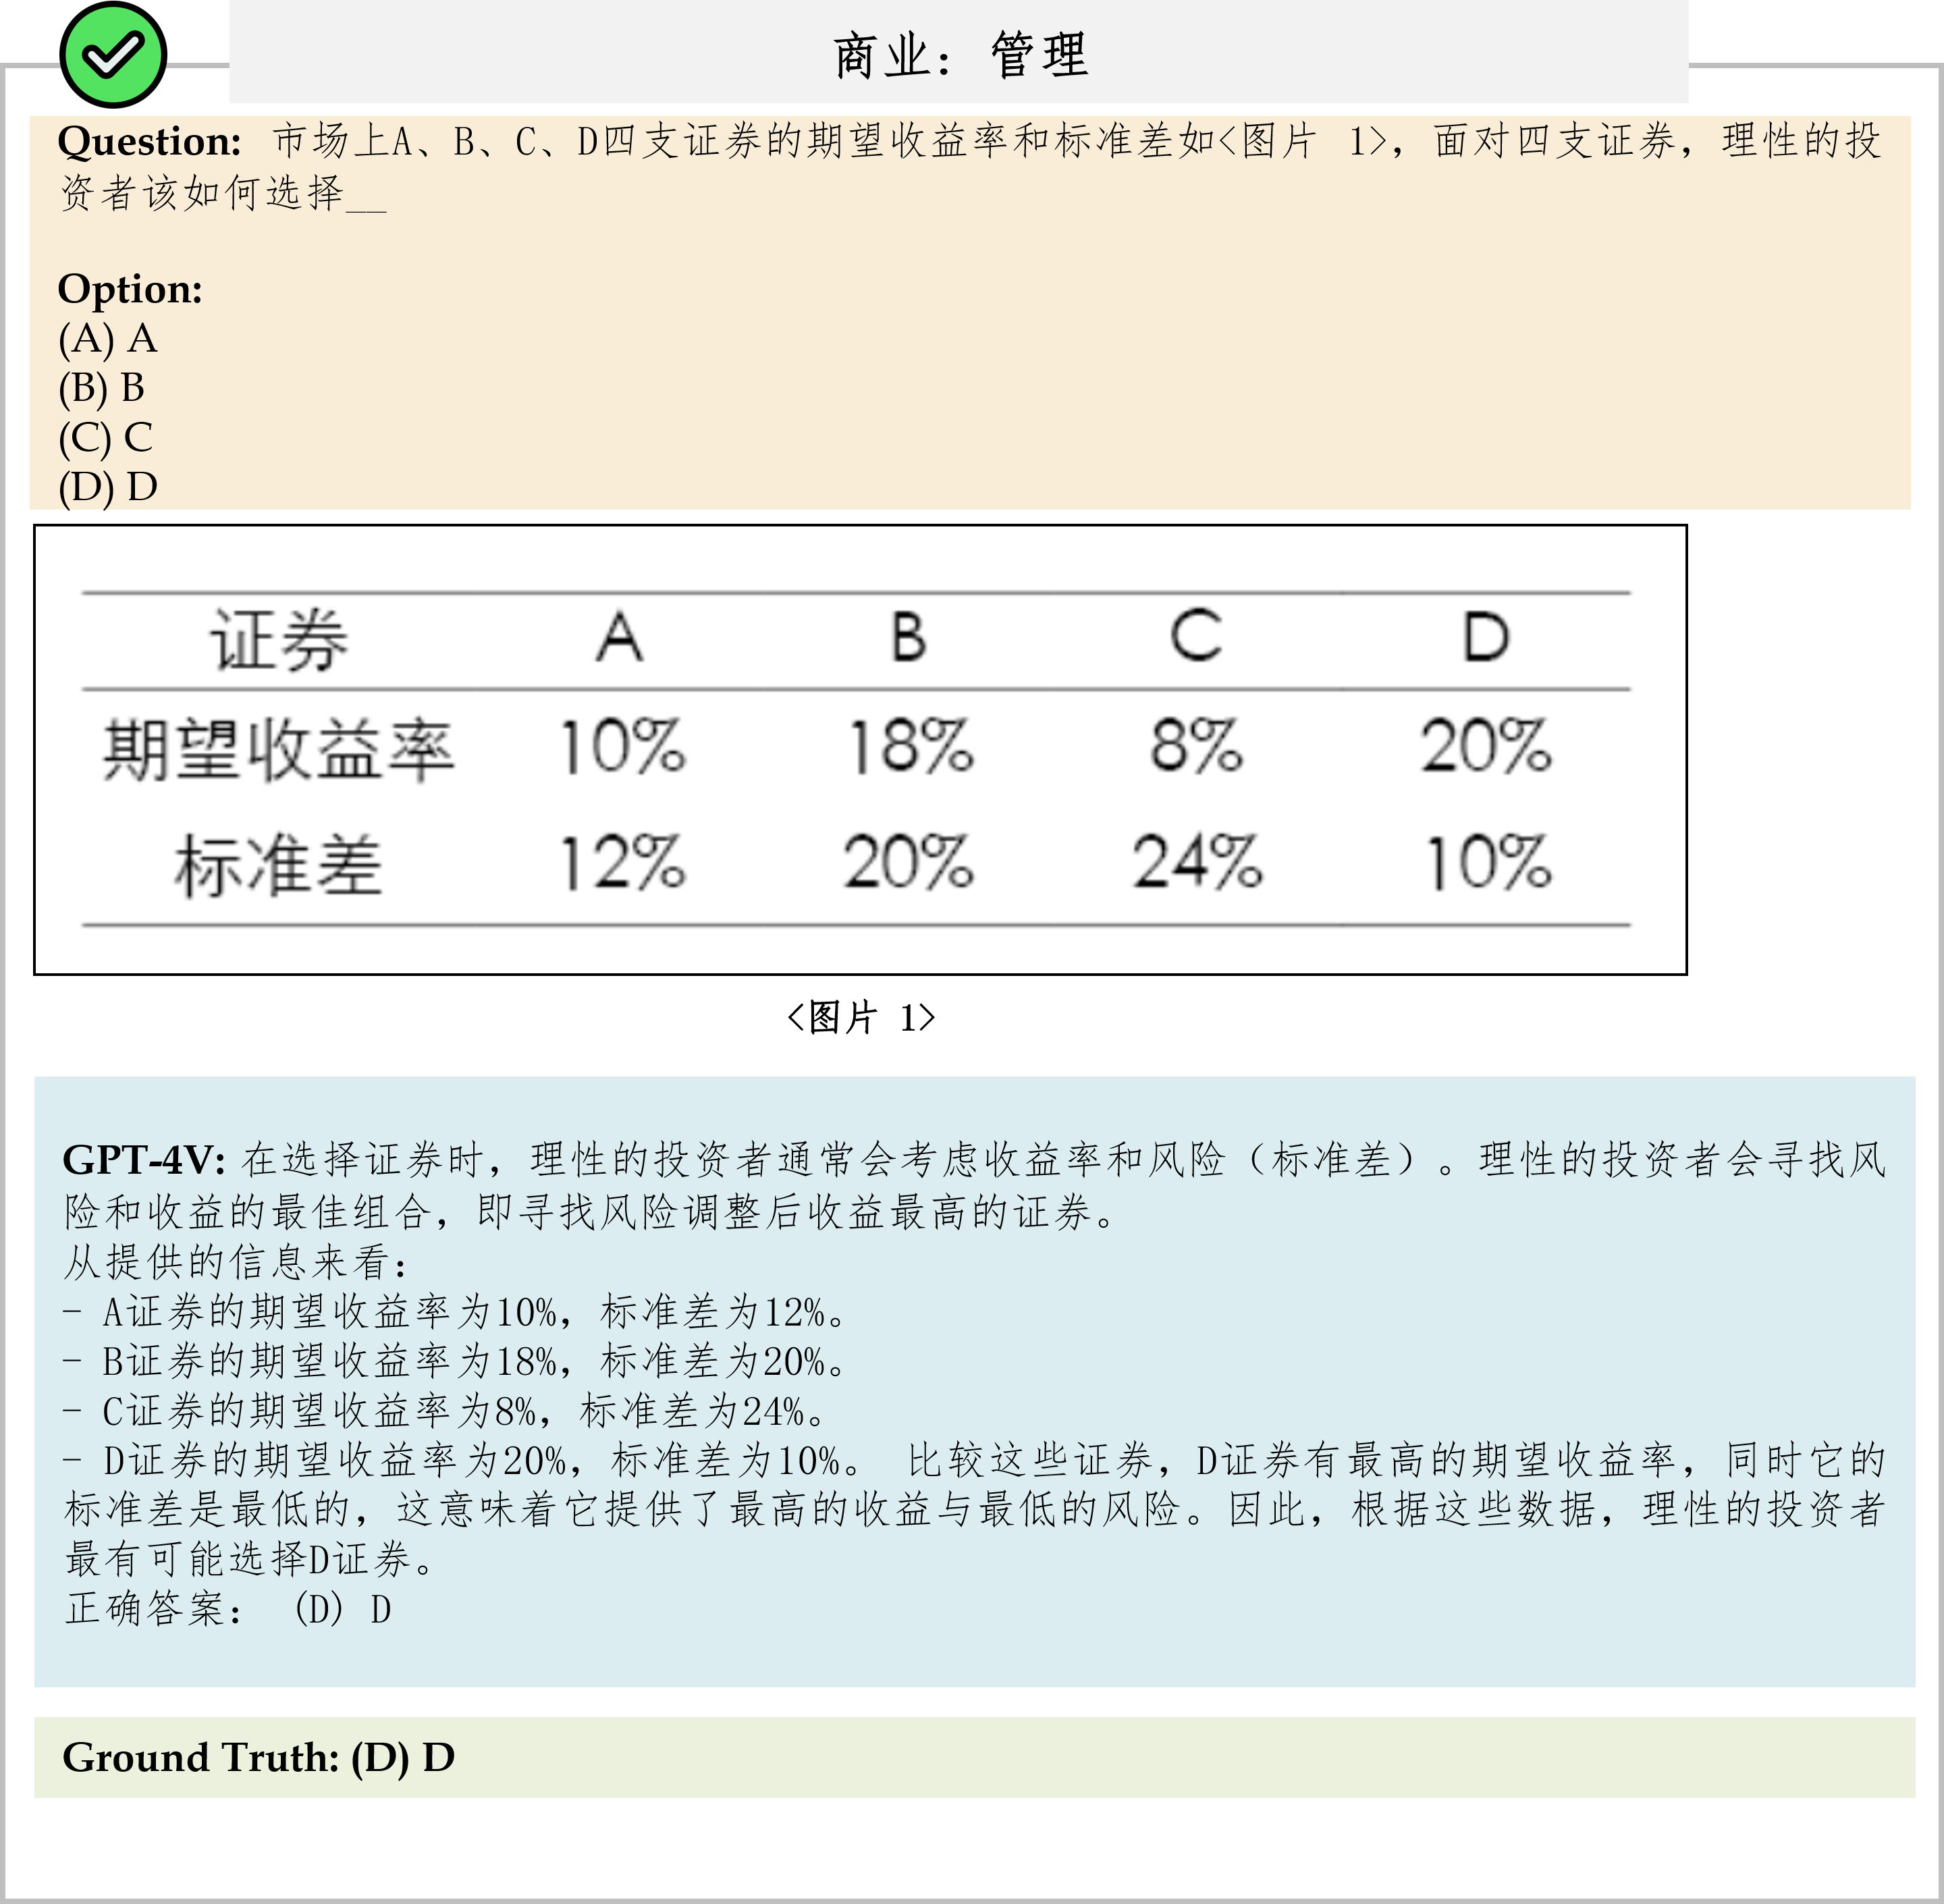 商业：管理
Question: 市场上A、B、C、D四支证券的期望收益率和标准差如<图片 1>，面对四支证券，理性的投
资者该如何选择__
Option:
(A) A
(B) B
(C) C
(D) D
证券 A B C D
期望收益率 10% 18% 8% 20%
标准差 12% 20% 24% 10%
<图片 1>
GPT-4V: 在选择证券时，理性的投资者通常会考虑收益率和风险（标准差）。理性的投资者会寻找风
险和收益的最佳组合，即寻找风险调整后收益最高的证券。
从提供的信息来看：
- A证券的期望收益率为10%，标准差为12%。
- B证券的期望收益率为18%，标准差为20%。
- C证券的期望收益率为8%，标准差为24%。
- D证券的期望收益率为20%，标准差为10%。 比较这些证券，D证券有最高的期望收益率，同时它的
标准差是最低的，这意味着它提供了最高的收益与最低的风险。因此，根据这些数据，理性的投资者
最有可能选择D证券。
正确答案： (D) D
Ground Truth: (D) D